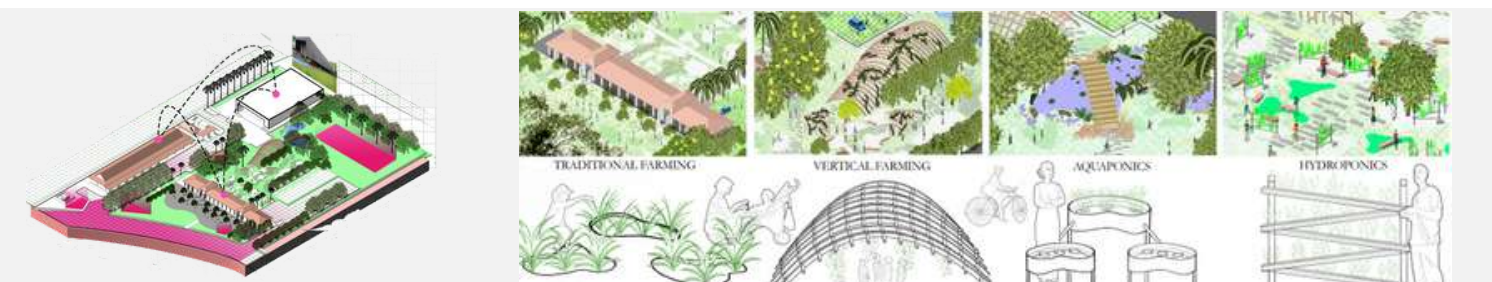 TRADITIONAL FARMING
VERTICAL FARMING
AQUAPONICS
HYDROPONICS